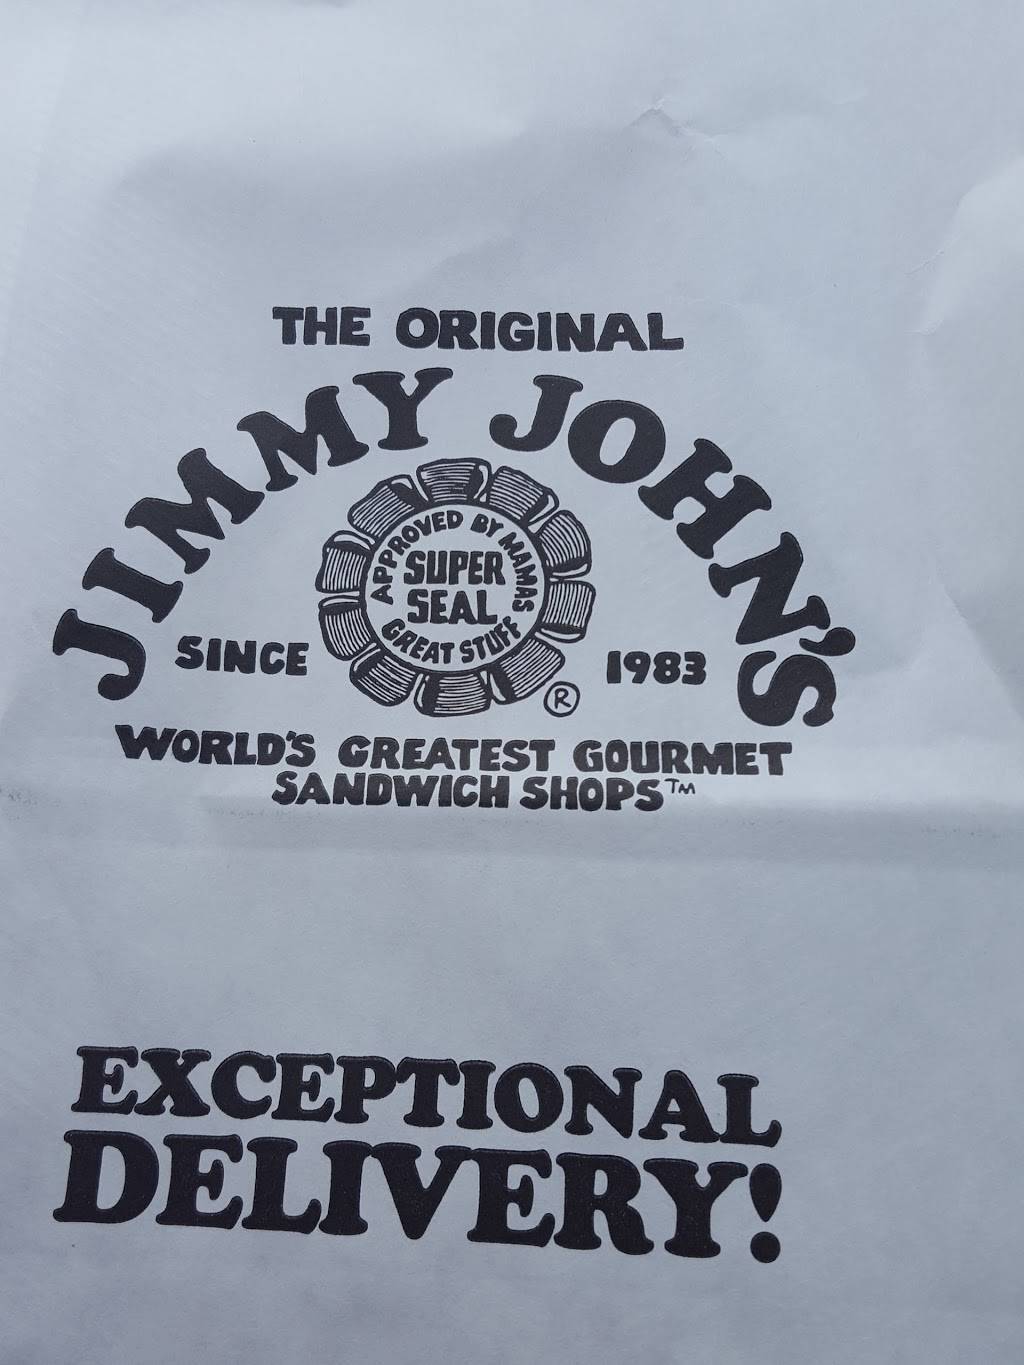 THE ORIGINAL
JIMMY JOHN'S
APPROVED BY MAMAS
SUPER
SEAL
GREAT STUFF
®
SINCE 1983
WORLD'S GREATEST GOURMET
SANDWICH SHOPS™
EXCEPTIONAL
DELIVERY!